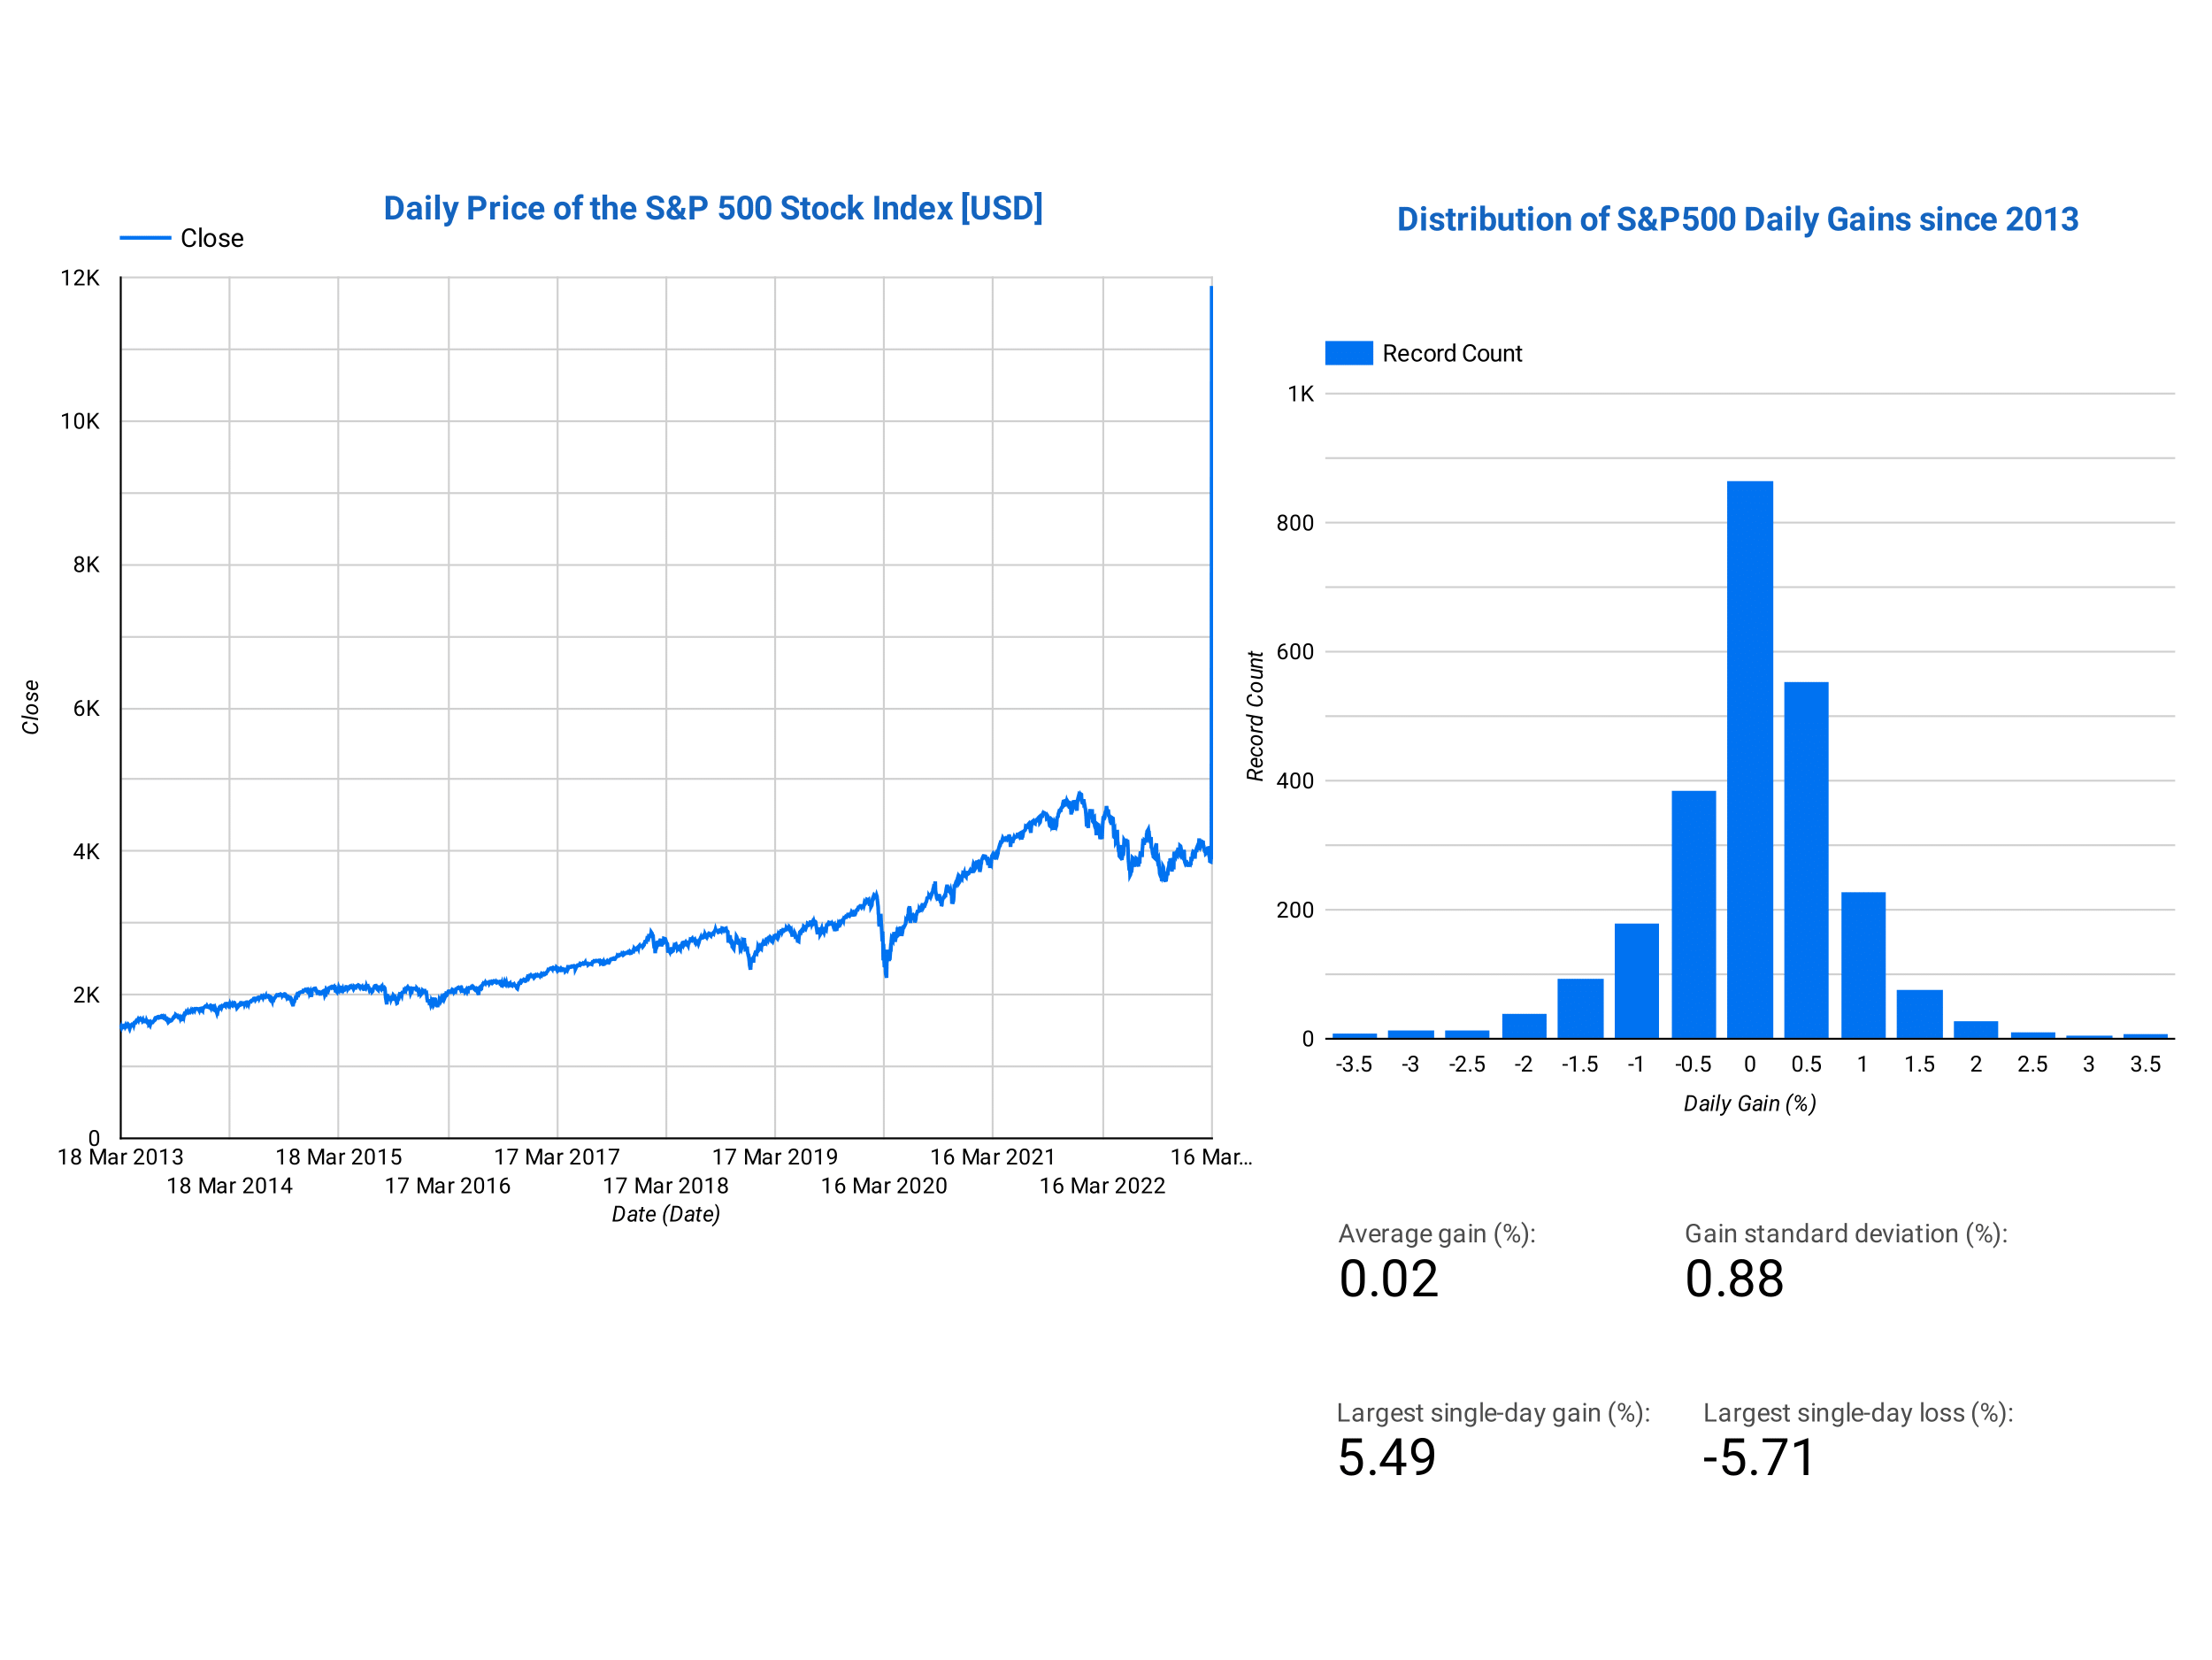 Daily Price of the S&P 500 Stock Index [USD]
Close
12K
10K
8K
6K
4K
2K
0
Close
18 Mar 2013
18 Mar 2014
18 Mar 2015
17 Mar 2016
17 Mar 2017
17 Mar 2018
17 Mar 2019
16 Mar 2020
16 Mar 2021
16 Mar 2022
16 Mar...
Date (Date)
Distribution of S&P500 Daily Gains since 2013
Record Count
1K
800
600
400
200
0
Record Count
-3.5 -3 -2.5 -2 -1.5 -1 -0.5 0 0.5 1 1.5 2 2.5 3 3.5
Daily Gain (%)
Average gain (%):
0.02
Gain standard deviation (%):
0.88
Largest single-day gain (%):
5.49
Largest single-day loss (%):
-5.71